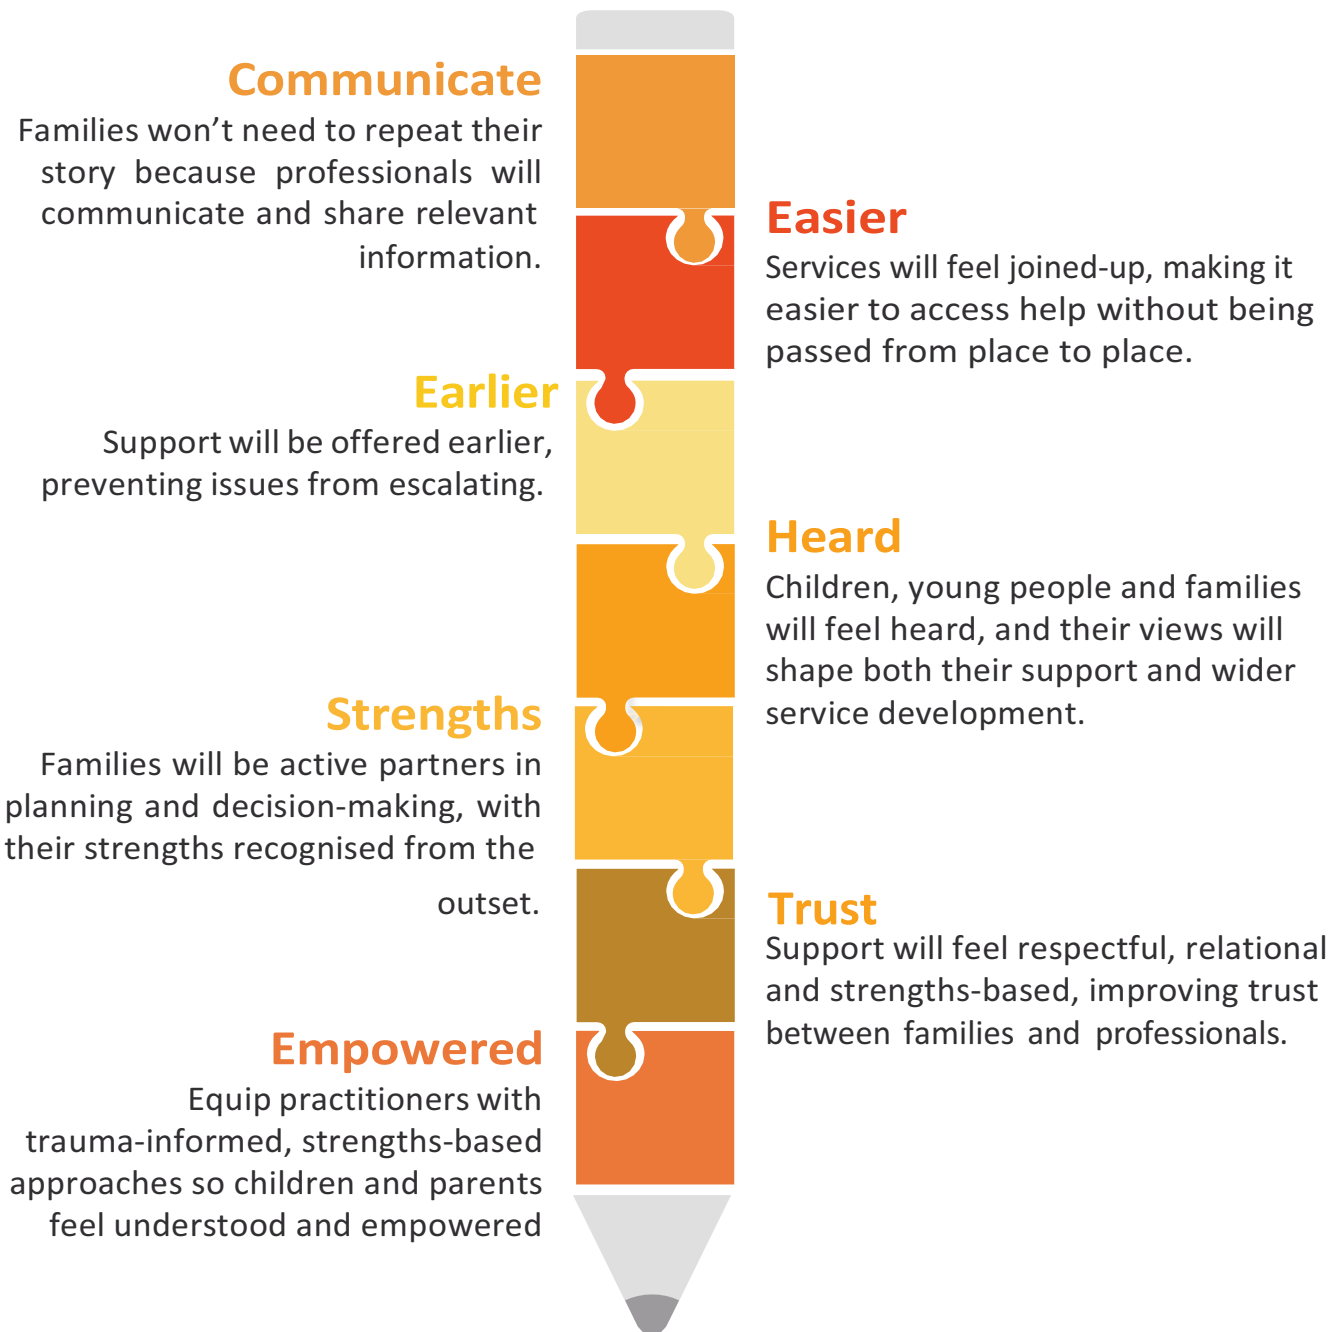 Communicate
Families won’t need to repeat their
story because professionals will
communicate and share relevant
information.
Easier
Services will feel joined-up, making it
easier to access help without being
passed from place to place.
Earlier
Support will be offered earlier,
preventing issues from escalating.
Heard
Children, young people and families
will feel heard, and their views will
shape both their support and wider
service development.
Strengths
Families will be active partners in
planning and decision-making, with
their strengths recognised from the
outset.
Trust
Support will feel respectful, relational
and strengths-based, improving trust
between families and professionals.
Empowered
Equip practitioners with
trauma-informed, strengths-based
approaches so children and parents
feel understood and empowered